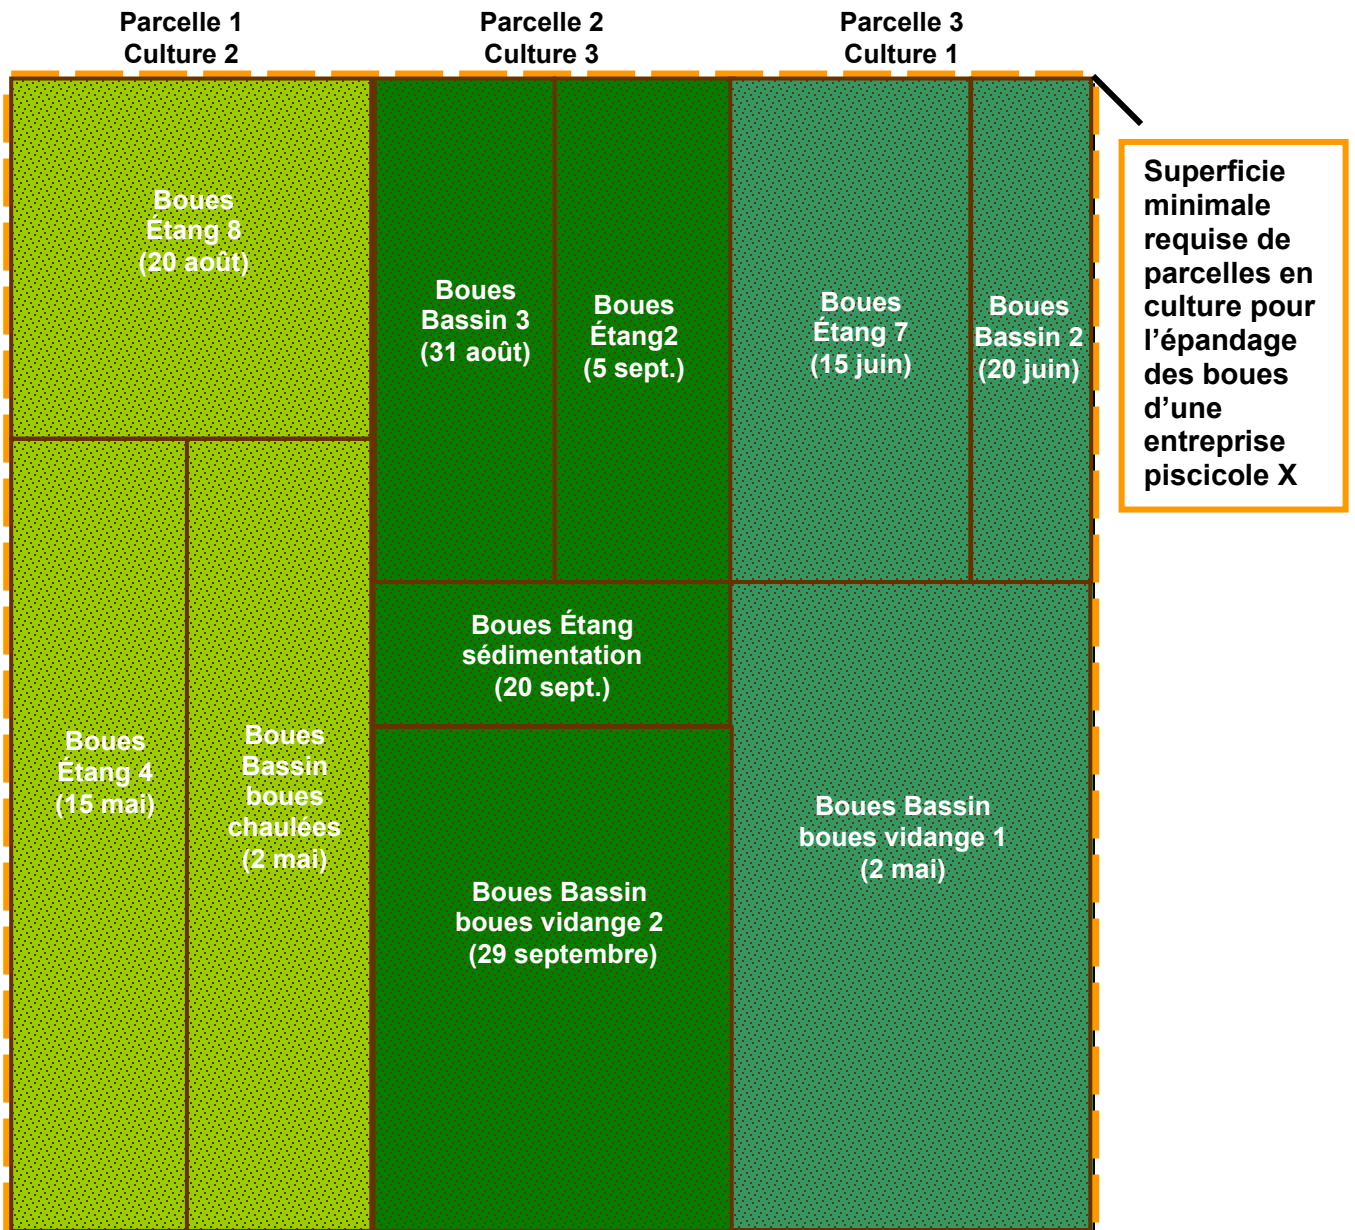 Parcelle 1
Culture 2
Parcelle 2
Culture 3
Parcelle 3
Culture 1
Superficie
minimale
requise de
parcelles en
culture pour
l’épandage
des boues
d’une
entreprise
piscicole X
Boues
Étang 8
(20 août)
Boues
Bassin 3
(31 août)
Boues
Étang2
(5 sept.)
Boues
Étang 7
(15 juin)
Boues
Bassin 2
(20 juin)
Boues Étang
sédimentation
(20 sept.)
Boues
Étang 4
(15 mai)
Boues
Bassin
boues
chaulées
(2 mai)
Boues Bassin
boues vidange 2
(29 septembre)
Boues Bassin
boues vidange 1
(2 mai)